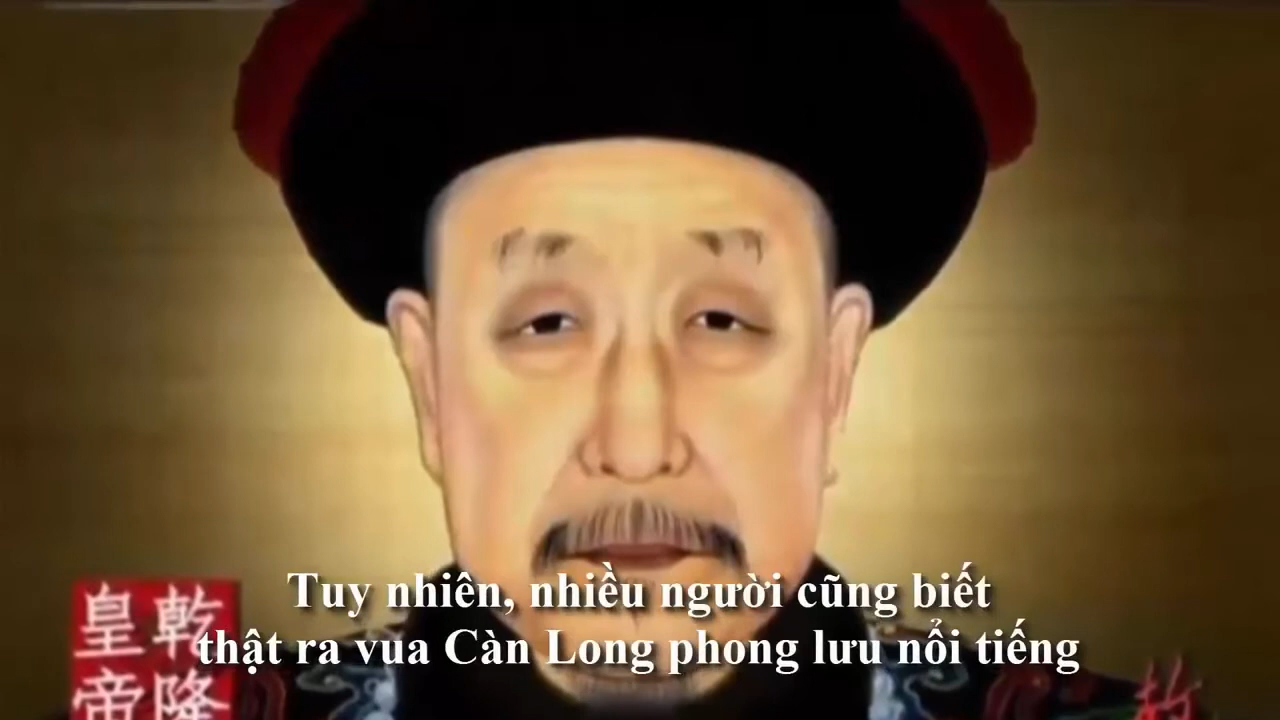 Tuy nhiên, nhiều người cũng biết
thật ra vua Càn Long phong lưu nổi tiếng
乾隆
皇帝